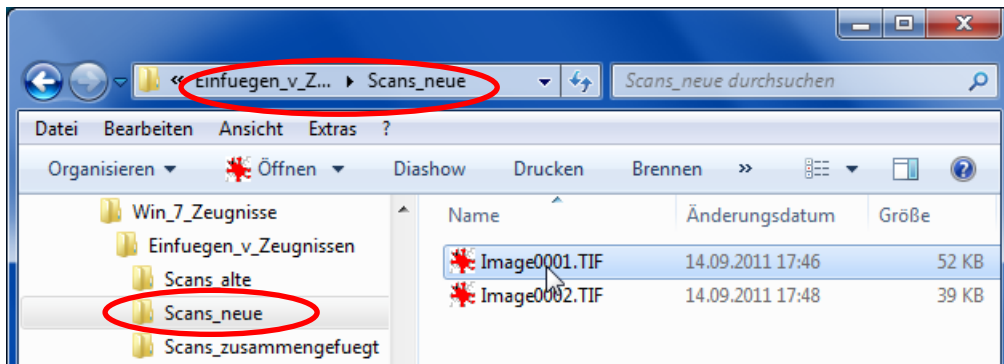 « Einfuegen_v_Z... Scans_neue Scans_neue durchsuchen
Datei Bearbeiten Ansicht Extras ?
Organisieren Öffnen Diashow Drucken Brennen »
Win_7_Zeugnisse
Einfuegen_v_Zeugnissen
Scans_alte
Scans_neue
Scans_zusammengefuegt
Name Änderungsdatum Größe
Image0001.TIF 14.09.2011 17:46 52 KB
Image0002.TIF 14.09.2011 17:48 39 KB